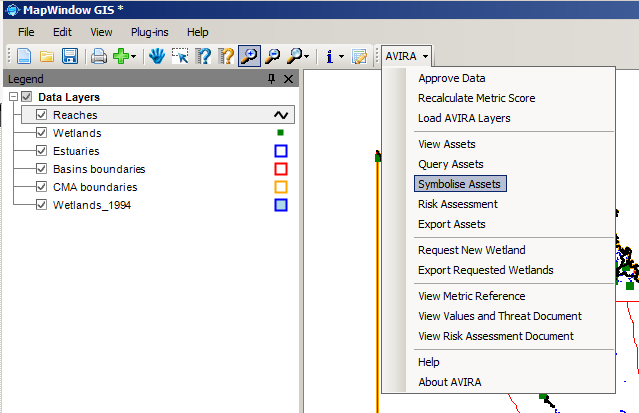 MapWindow GIS *
File Edit View Plug-ins Help
AVIRA
Legend
Data Layers
Reaches
Wetlands
Estuaries
Basins boundaries
CMA boundaries
Wetlands_1994
Approve Data
Recalculate Metric Score
Load AVIRA Layers
View Assets
Query Assets
Symbolise Assets
Risk Assessment
Export Assets
Request New Wetland
Export Requested Wetlands
View Metric Reference
View Values and Threat Document
View Risk Assessment Document
Help
About AVIRA